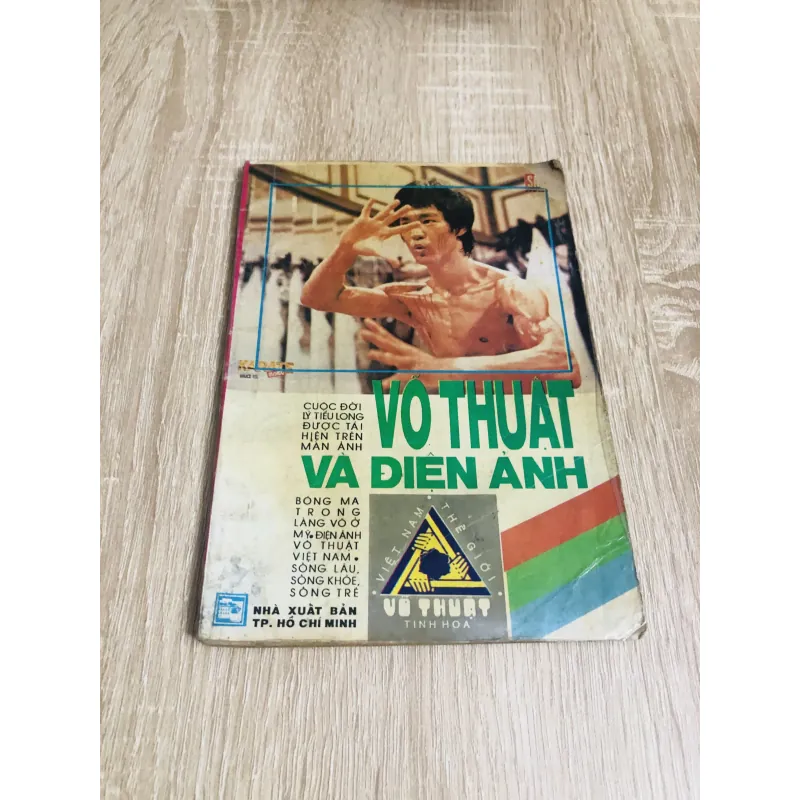 KARATE
CUỘC ĐỜI
LÝ TIỂU LONG
ĐƯỢC TÁI
HIỆN TRÊN
MÀN ẢNH
VÕ THUẬT
VÀ ĐIỆN ẢNH
BÓNG MA
TRONG
LÀNG VÕ Ở
MỸ • ĐIỆN ẢNH
VÕ THUẬT
VIỆT NAM •
SỐNG LÂU,
SỐNG KHỎE,
SỐNG TRẺ
• VIỆT NAM • THẾ GIỚI •
VÕ THUẬT
TINH HOA
NHÀ XUẤT BẢN
TP. HỒ CHÍ MINH